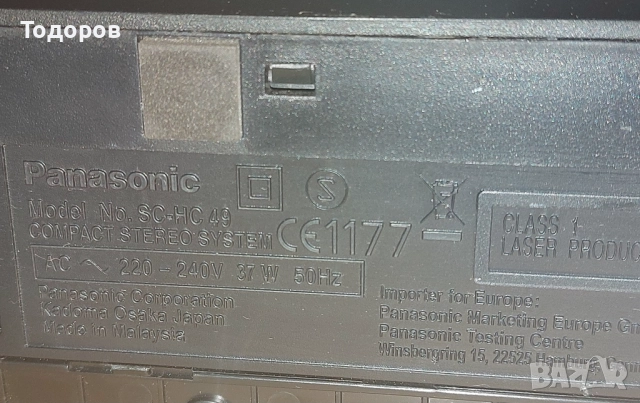 Тодоров
Panasonic
Model No. SC-HC 49
COMPACT STEREO SYSTEM
CE1177
CLASS 1
LASER PRODUC
AC 220 - 240V 37 W 50Hz
Panasonic Corporation
Kadoma Osaka Japan
Made in Malaysia
Importer for Europe:
Panasonic Marketing Europe Gm
Panasonic Testing Centre
Winsbergring 15, 22525 Hamburg
BAZAR